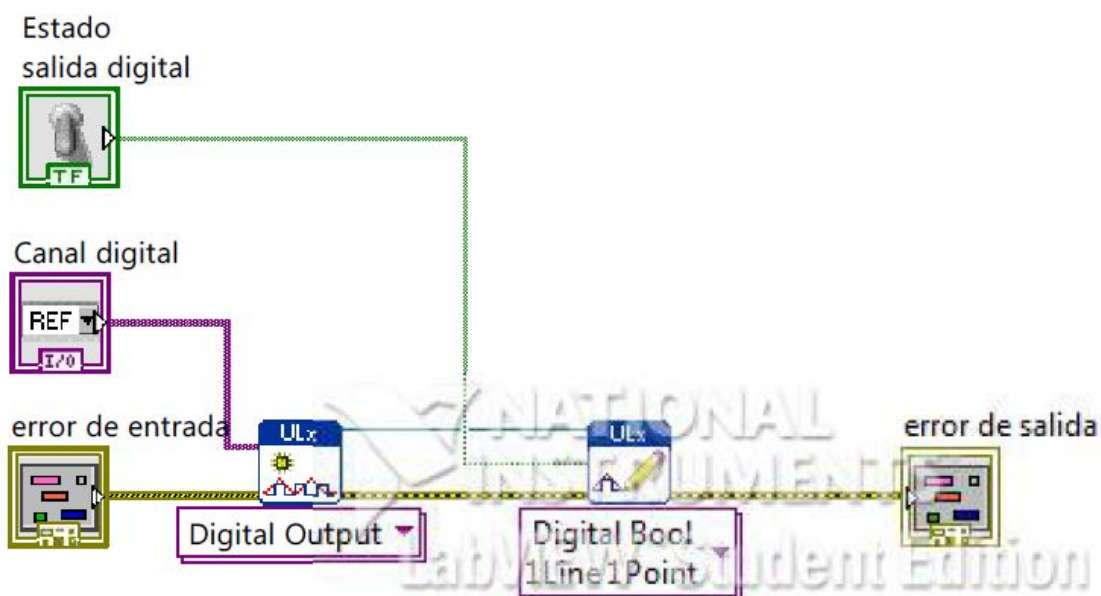 Estado
salida digital
TF
Canal digital
REF
I/O
error de entrada
ULx
ULx
error de salida
Digital Output
Digital Bool
1Line1Point
NATIONAL
INSTRUMENTS
LabVIEW Student Edition